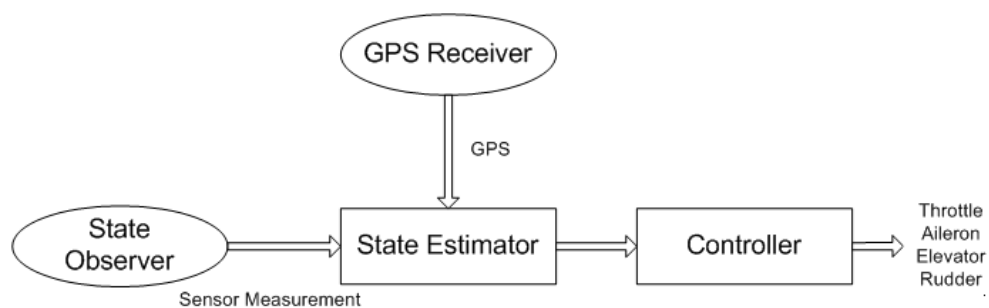 GPS Receiver
GPS
State
Observer
Sensor Measurement
State Estimator
Controller
Throttle
Aileron
Elevator
Rudder